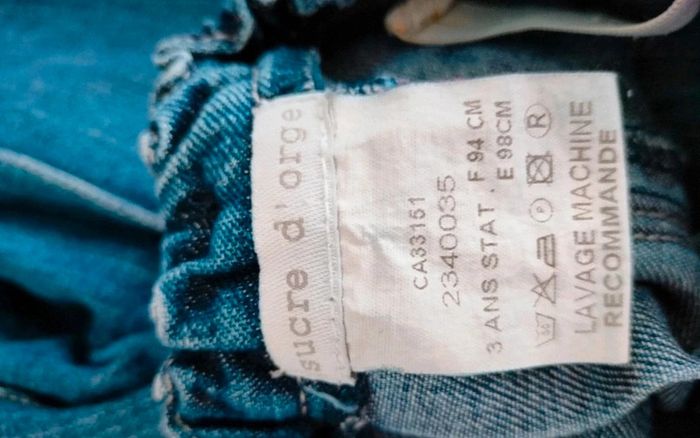 sucre d'orge
CA33151
2340035
3 ANS STAT. F 94 CM
E 98CM
P R
LAVAGE MACHINE
RECOMMANDE